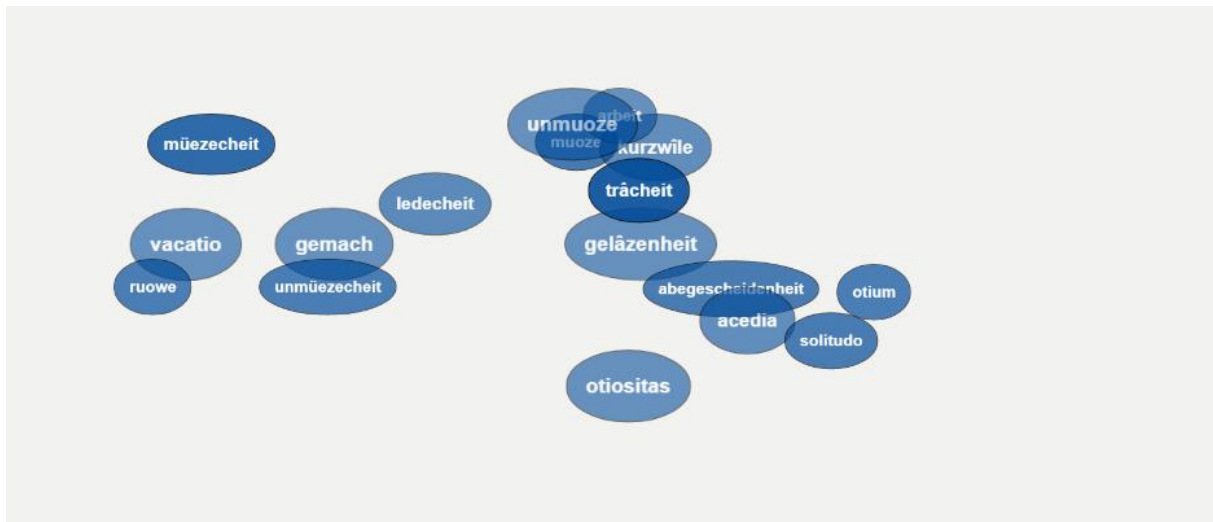 arbeit
unmuoze
muoze
kurzwîle
müezecheit
trâcheit
ledecheit
vacatio
gemach
gelâzenheit
ruowe
unmüezecheit
abegescheidenheit
otium
acedia
solitudo
otiositas